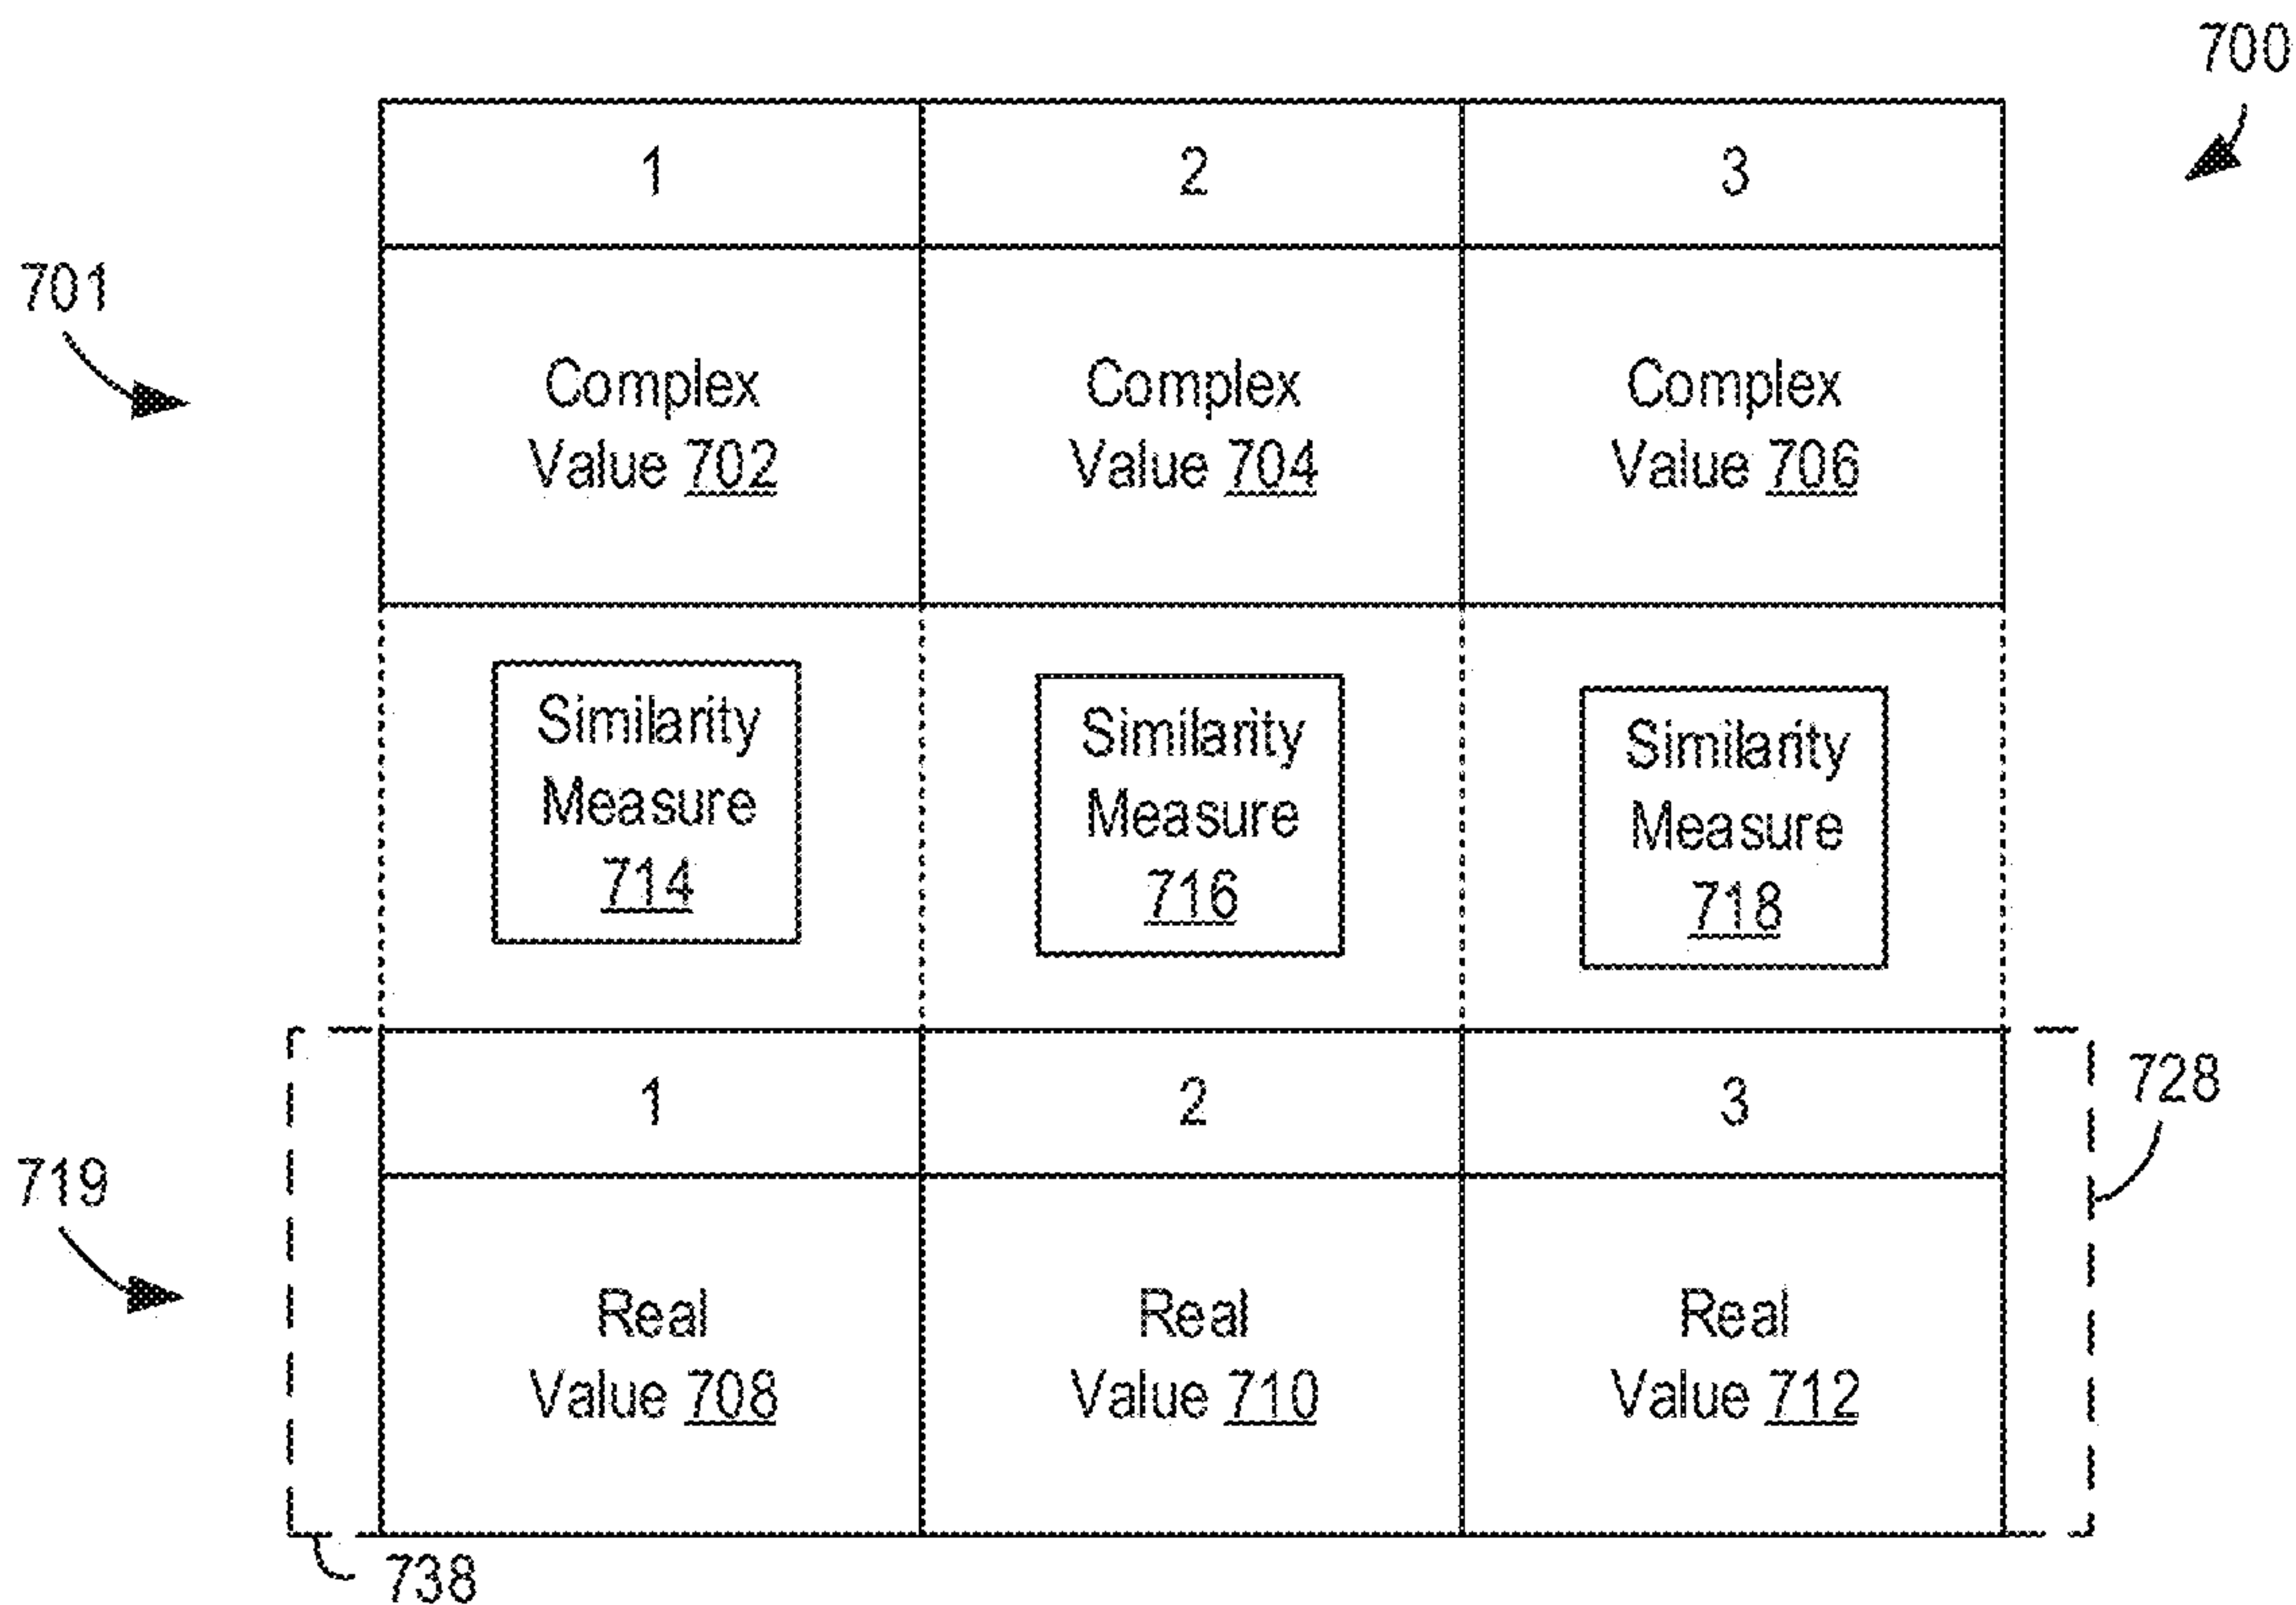 700
1 2 3
701
Complex Complex Complex
Value 702 Value 704 Value 706
Similarity Similarity Similarity
Measure Measure Measure
714 716 718
1 2 3
728
719
Real Real Real
Value 708 Value 710 Value 712
738